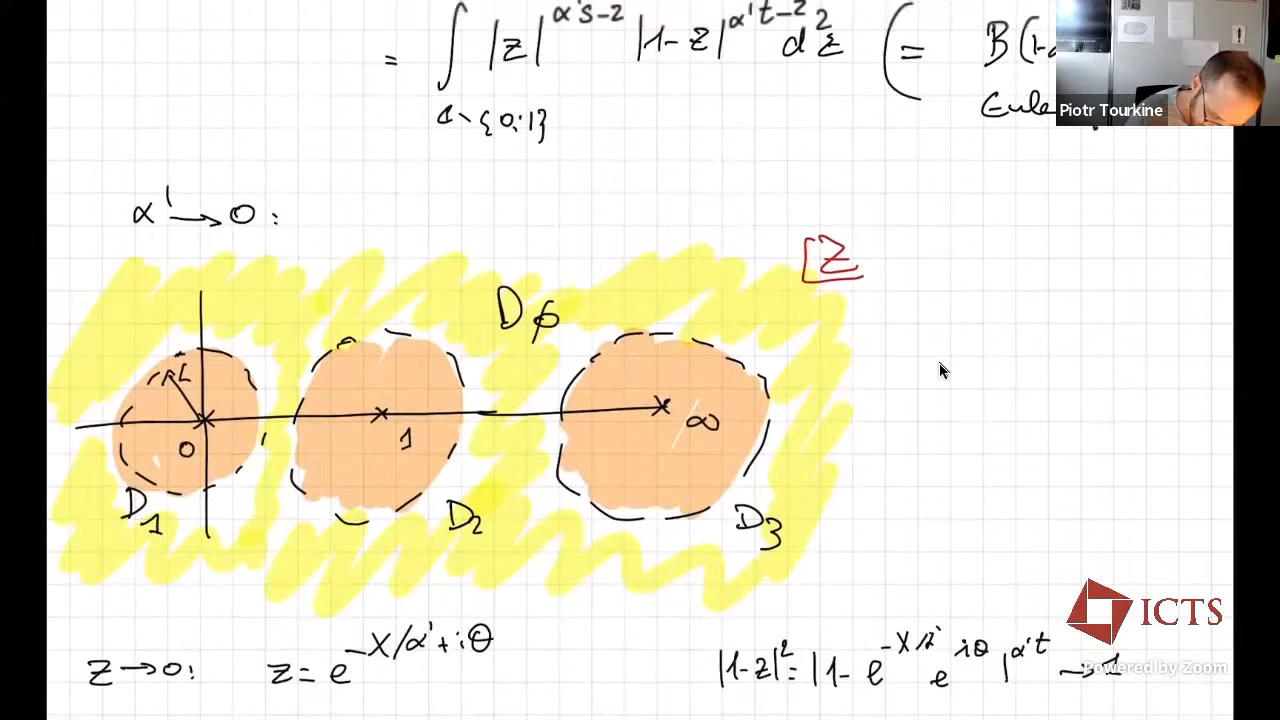 = ∫ |z|^{α's-2} |1-z|^{α't-2} d²z ( = B(1-
ℂ∖{0;1}
Eule
Piotr Tourkine
α' → 0 :
[Z
Dφ
L
0
1
∞
D1
D2
D3
ICTS
z→0: z = e^{-X/α'+iθ} |1-z|² = |1- e^{-X/α'} e^{iθ}|^{α't} → 1
Powered by Zoom